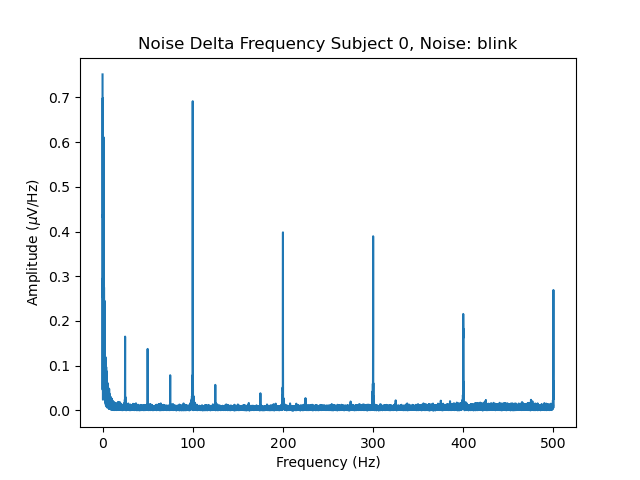 Noise Delta Frequency Subject 0, Noise: blink
Amplitude (μV/Hz)
0.7
0.6
0.5
0.4
0.3
0.2
0.1
0.0
0 100 200 300 400 500
Frequency (Hz)